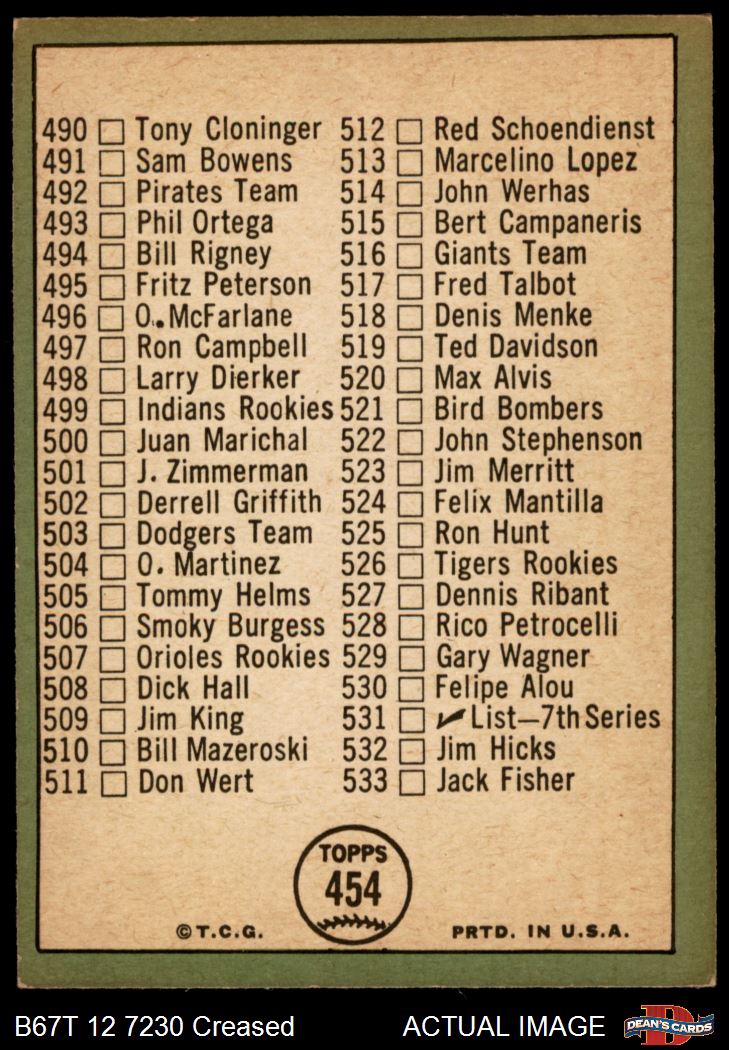 490 Tony Cloninger
491 Sam Bowens
492 Pirates Team
493 Phil Ortega
494 Bill Rigney
495 Fritz Peterson
496 O. McFarlane
497 Ron Campbell
498 Larry Dierker
499 Indians Rookies
500 Juan Marichal
501 J. Zimmerman
502 Derrell Griffith
503 Dodgers Team
504 O. Martinez
505 Tommy Helms
506 Smoky Burgess
507 Orioles Rookies
508 Dick Hall
509 Jim King
510 Bill Mazeroski
511 Don Wert
512 Red Schoendienst
513 Marcelino Lopez
514 John Werhas
515 Bert Campaneris
516 Giants Team
517 Fred Talbot
518 Denis Menke
519 Ted Davidson
520 Max Alvis
521 Bird Bombers
522 John Stephenson
523 Jim Merritt
524 Felix Mantilla
525 Ron Hunt
526 Tigers Rookies
527 Dennis Ribant
528 Rico Petrocelli
529 Gary Wagner
530 Felipe Alou
531 ✔ List—7th Series
532 Jim Hicks
533 Jack Fisher
TOPPS
454
©T.C.G.
PRTD. IN U.S.A.
B67T 12 7230 Creased
ACTUAL IMAGE
DEAN'S CARDS